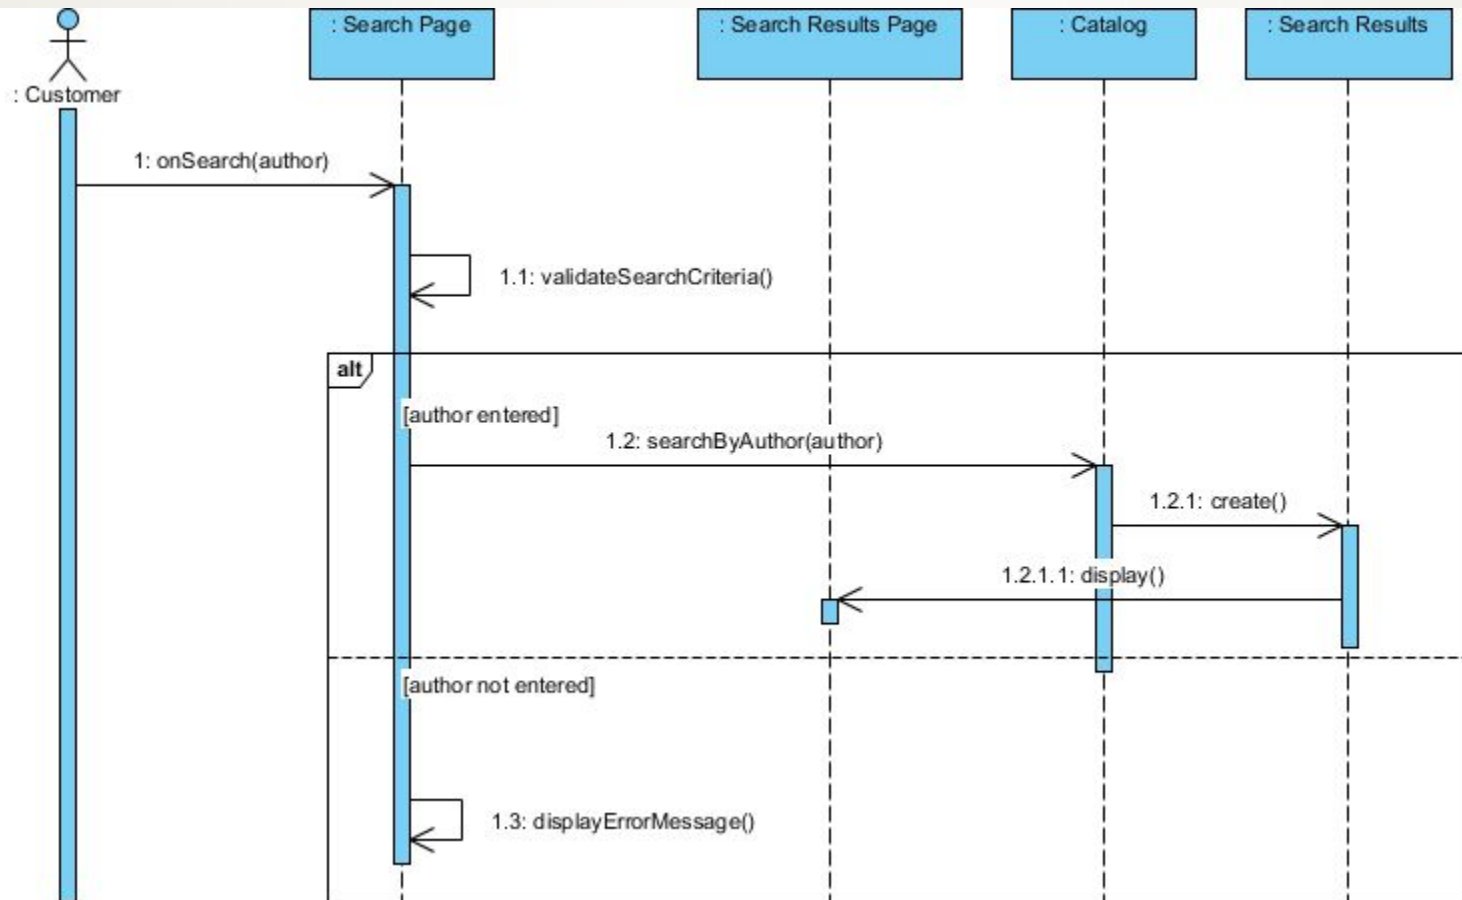 : Search Page
: Search Results Page
: Catalog
: Search Results
: Customer
1: onSearch(author)
1.1: validateSearchCriteria()
alt
[author entered]
1.2: searchByAuthor(author)
1.2.1: create()
1.2.1.1: display()
[author not entered]
1.3: displayErrorMessage()